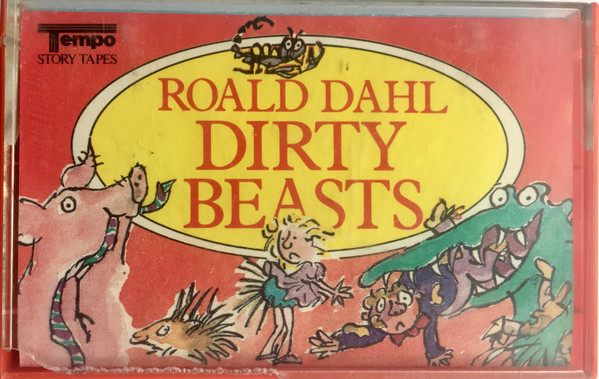 Tempo
STORY TAPES
ROALD DAHL
DIRTY
BEASTS